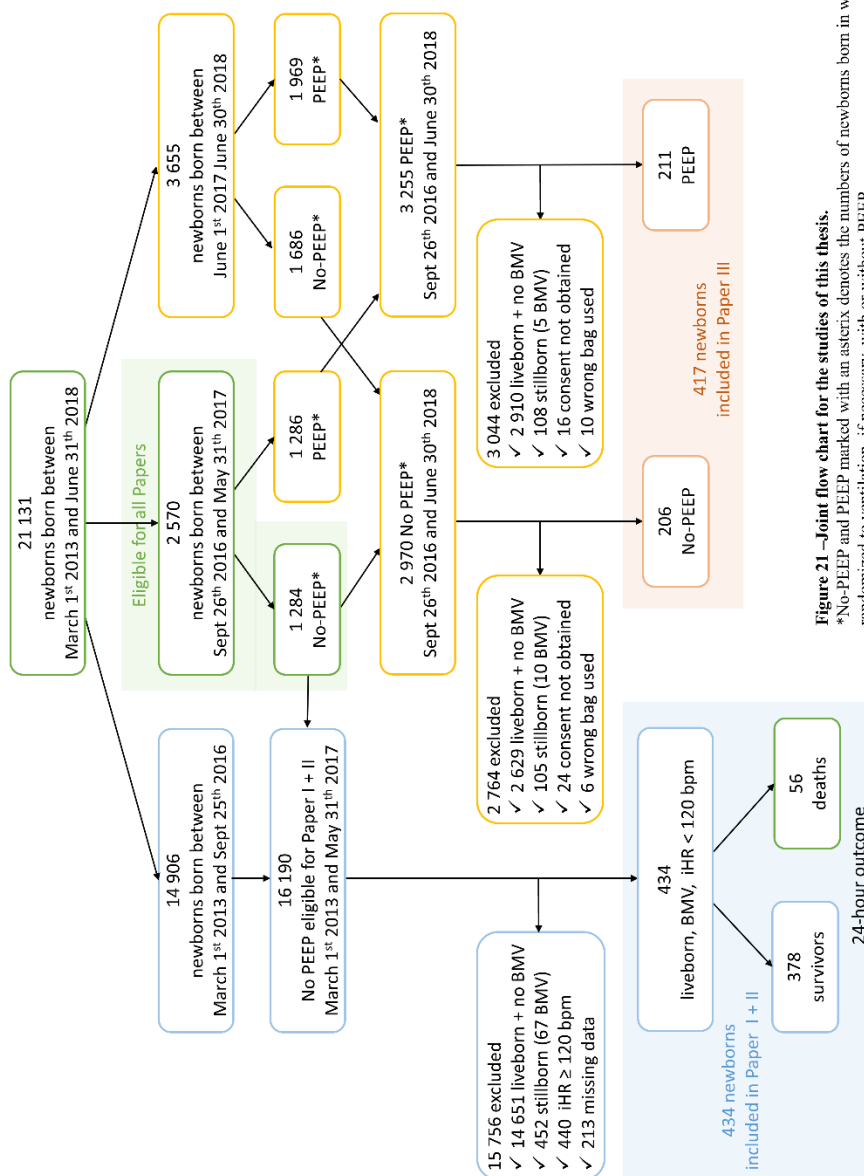 21 131
newborns born between
March 1st 2013 and June 31th 2018
Eligible for all Papers
14 906
newborns born between
March 1st 2013 and Sept 25th 2016
2 570
newborns born between
Sept 26th 2016 and May 31th 2017
3 655
newborns born between
June 1st 2017 June 30th 2018
16 190
No PEEP eligible for Paper I + II
March 1st 2013 and May 31th 2017
1 284
No-PEEP*
1 286
PEEP*
1 686
No-PEEP*
1 969
PEEP*
2 970 No PEEP*
Sept 26th 2016 and June 30th 2018
3 255 PEEP*
Sept 26th 2016 and June 30th 2018
15 756 excluded
✓ 14 651 liveborn + no BMV
✓ 452 stillborn (67 BMV)
✓ 440 iHR ≥ 120 bpm
✓ 213 missing data
2 764 excluded
✓ 2 629 liveborn + no BMV
✓ 105 stillborn (10 BMV)
✓ 24 consent not obtained
✓ 6 wrong bag used
3 044 excluded
✓ 2 910 liveborn + no BMV
✓ 108 stillborn (5 BMV)
✓ 16 consent not obtained
✓ 10 wrong bag used
434 newborns
included in Paper I + II
434
liveborn, BMV, iHR < 120 bpm
378
survivors
56
deaths
24-hour outcome
206
No-PEEP
417 newborns
included in Paper III
211
PEEP
Figure 21 –Joint flow chart for the studies of this thesis.
*No-PEEP and PEEP marked with an asterix denotes the numbers of newborns born in
randomized to ventilation, if necessary, with or without PEEP